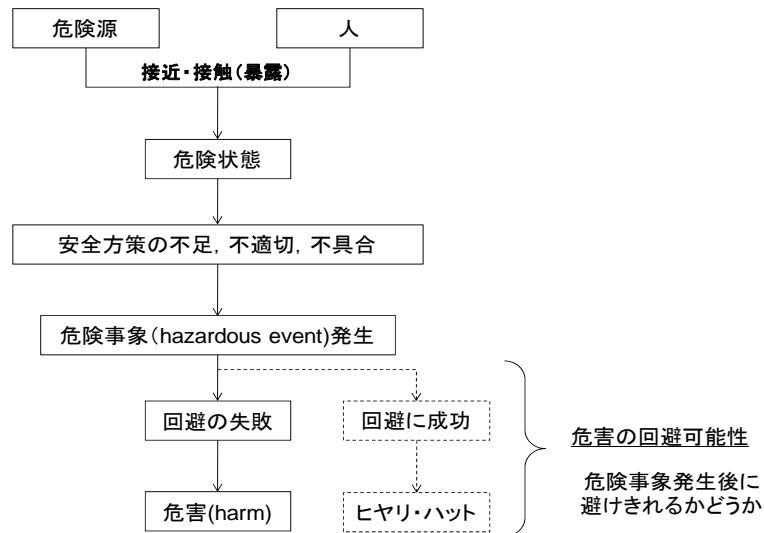 危険源
人
接近・接触(暴露)
危険状態
安全方策の不足, 不適切, 不具合
危険事象(hazardous event)発生
回避の失敗
回避に成功
危害(harm)
ヒヤリ・ハット
危害の回避可能性
危険事象発生後に
避けきれるかどうか